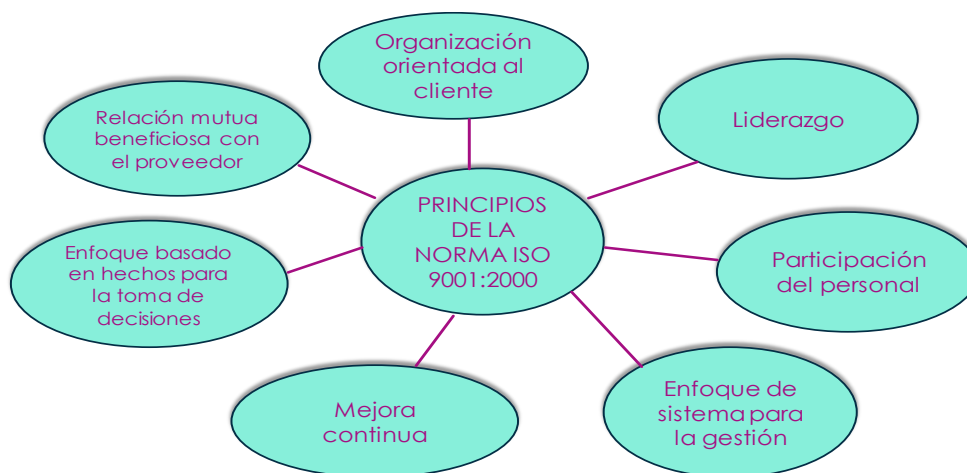 Organización
orientada al
cliente
Liderazgo
Participación
del personal
Enfoque de
sistema para
la gestión
Mejora
continua
Enfoque basado
en hechos para
la toma de
decisiones
Relación mutua
beneficiosa con
el proveedor
PRINCIPIOS
DE LA
NORMA ISO
9001:2000